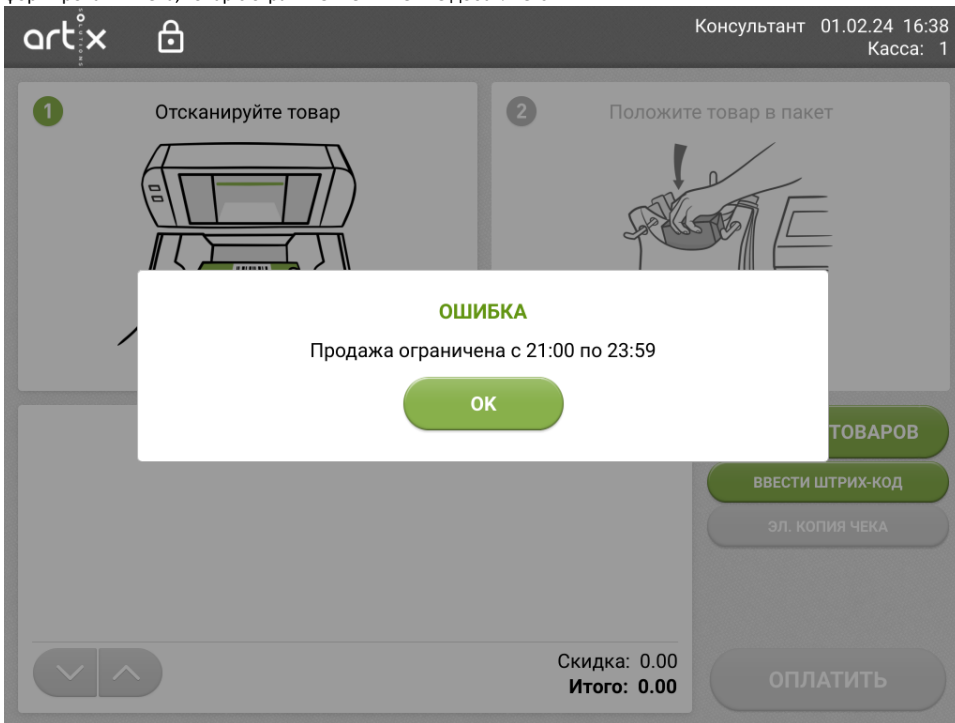 artix
Консультант 01.02.24 16:38
Касса: 1
1
Отсканируйте товар
2
Положите товар в пакет
ОШИБКА
Продажа ограничена с 21:00 по 23:59
OK
ТОВАРОВ
ВВЕСТИ ШТРИХ-КОД
ЭЛ. КОПИЯ ЧЕКА
Скидка: 0.00
Итого: 0.00
ОПЛАТИТЬ